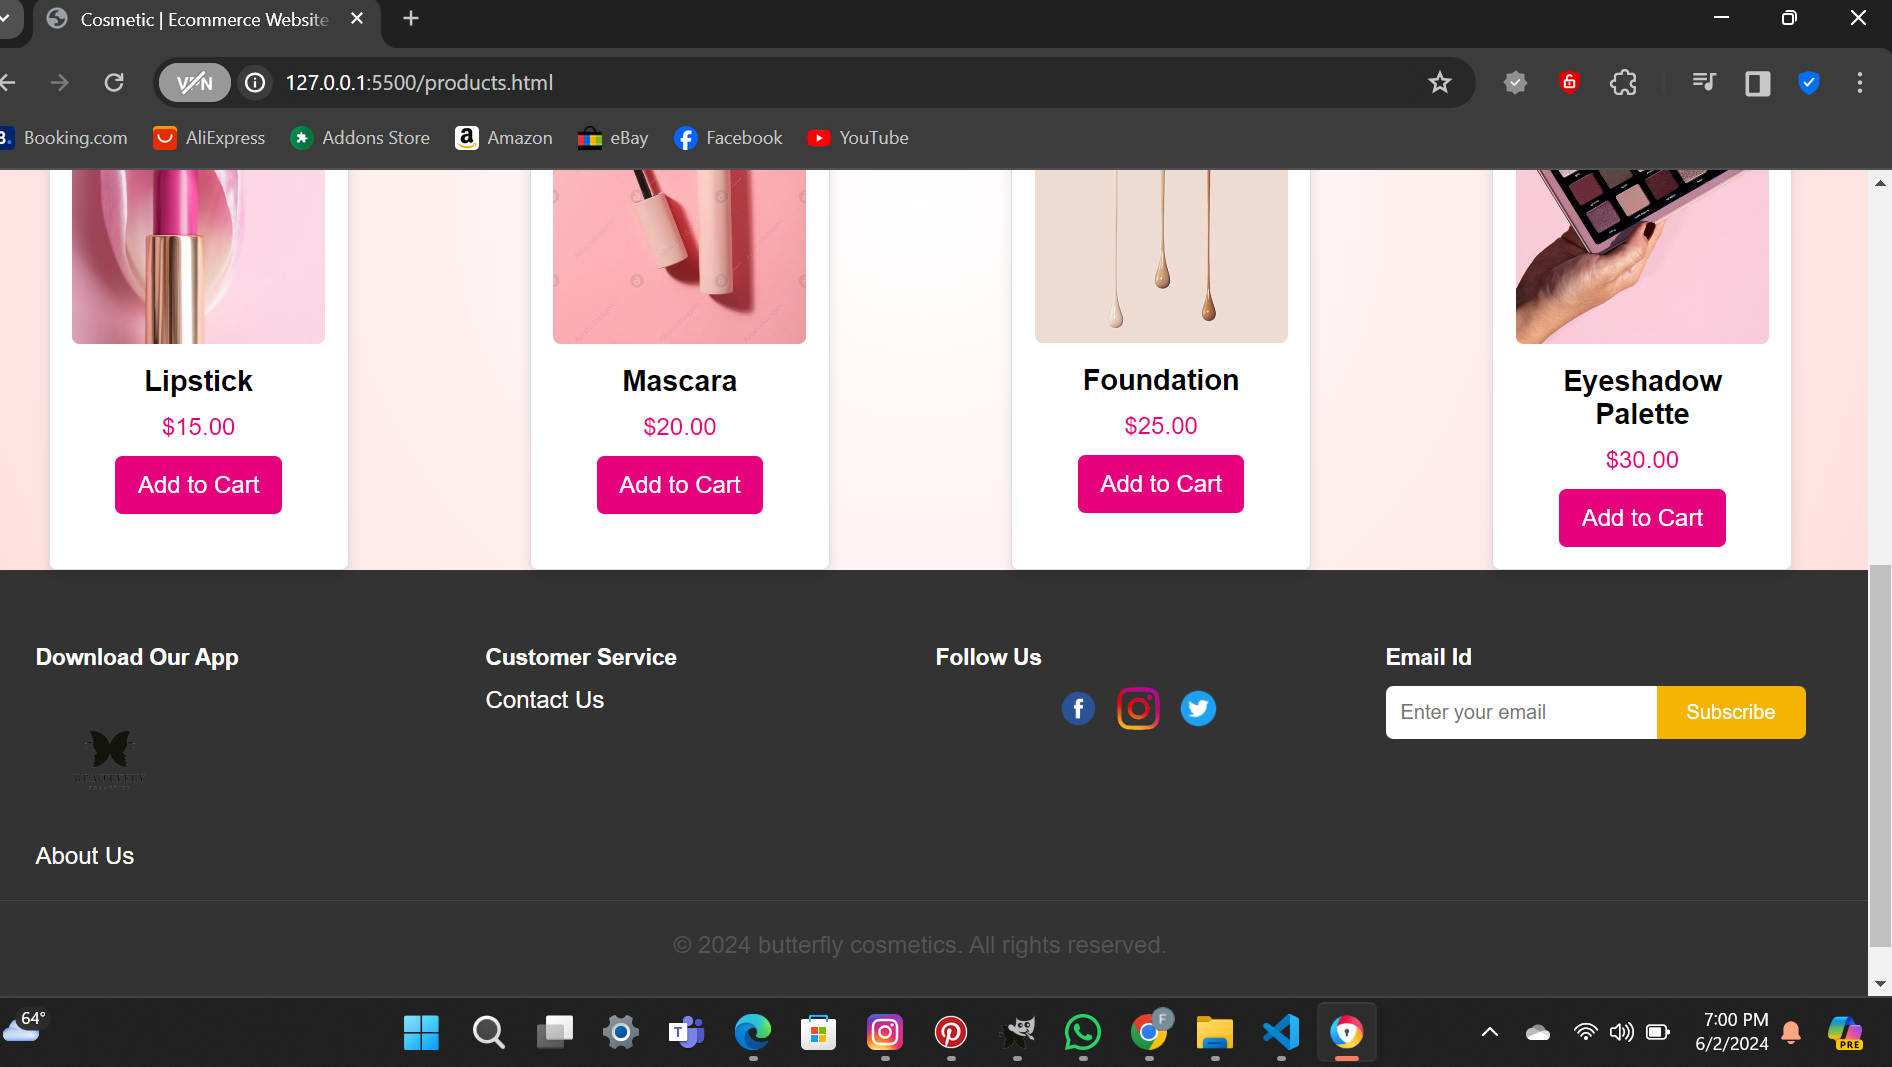 Cosmetic | Ecommerce Website
VPN
127.0.0.1:5500/products.html
B. Booking.com AliExpress Addons Store Amazon eBay Facebook YouTube
Lipstick
$15.00
Add to Cart
Mascara
$20.00
Add to Cart
Foundation
$25.00
Add to Cart
Eyeshadow
Palette
$30.00
Add to Cart
Download Our App
About Us
Customer Service
Contact Us
Follow Us
Email Id
Enter your email
Subscribe
© 2024 butterfly cosmetics. All rights reserved.
64°
T
F
7:00 PM
6/2/2024
PRE